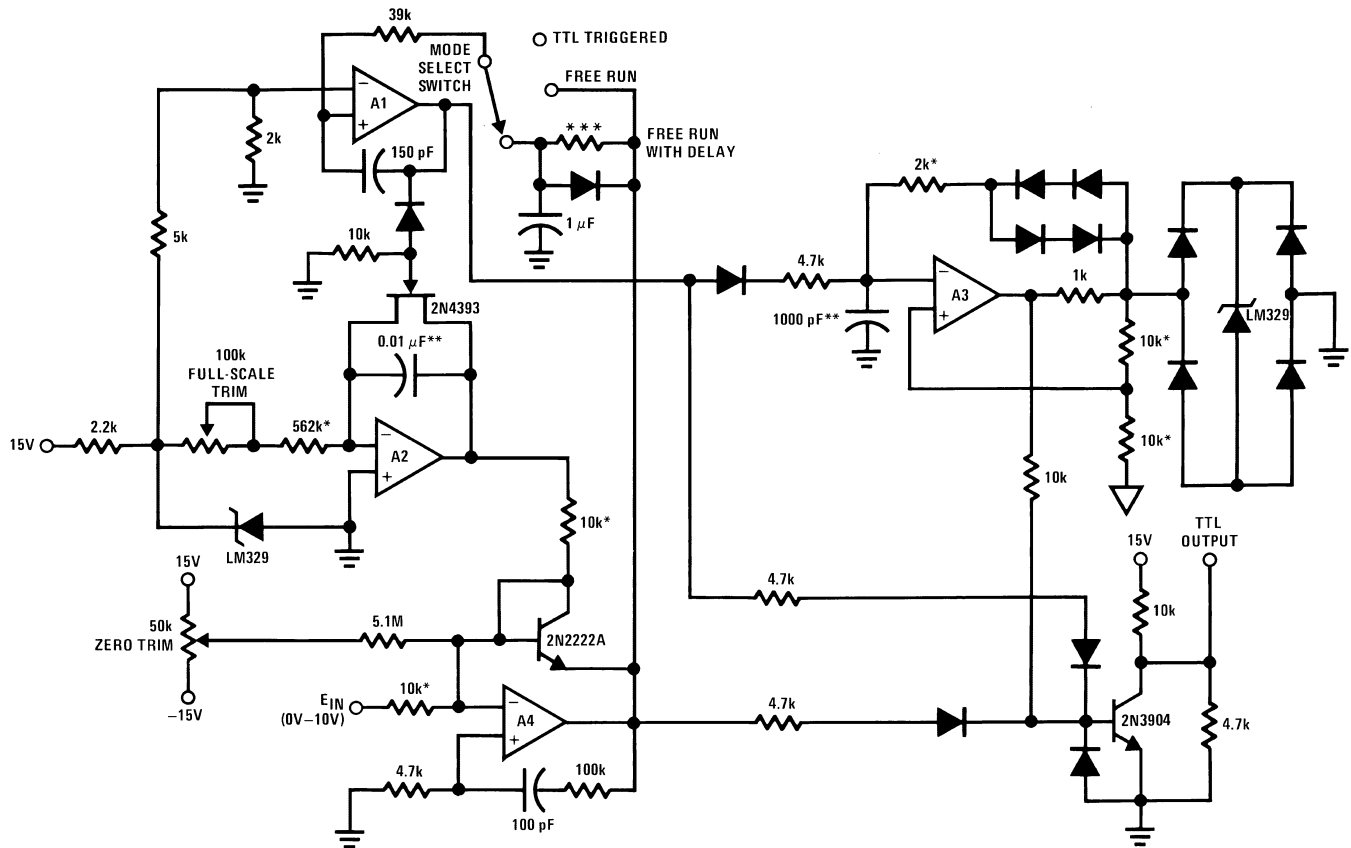 39k
MODE
SELECT
SWITCH
TTL TRIGGERED
FREE RUN
−
A1
+
2k
150 pF
***
FREE RUN
WITH DELAY
1 μF
5k
10k
2N4393
2k*
4.7k
−
A3
+
1k
1000 pF**
10k*
LM329
0.01 μF**
100k
FULL-SCALE
TRIM
15V
2.2k
562k*
−
A2
+
10k*
10k
LM329
10k*
15V
TTL
OUTPUT
15V
50k
ZERO TRIM
−15V
5.1M
2N2222A
4.7k
10k
EIN
(0V–10V)
10k*
−
A4
+
4.7k
2N3904
4.7k
4.7k
100 pF
100k